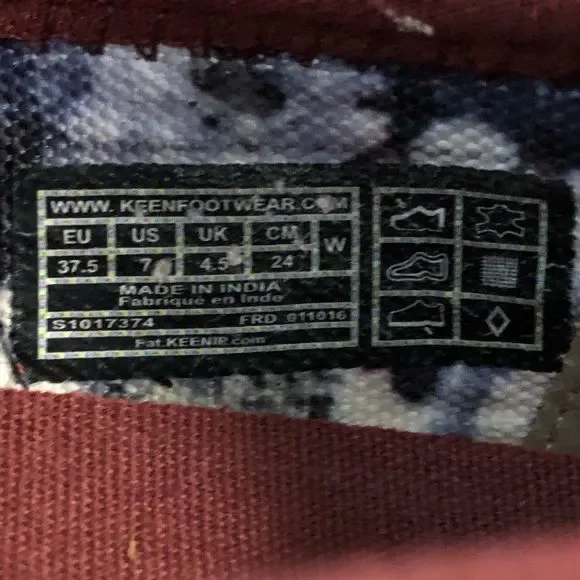 WWW. KEENFOOTWEAR.COM
EU US UK CM W
37.5 7 4.5 24
MADE IN INDIA
Fabriqué en Inde
S1017374 FRD 011016
Pat.KEENIP.com